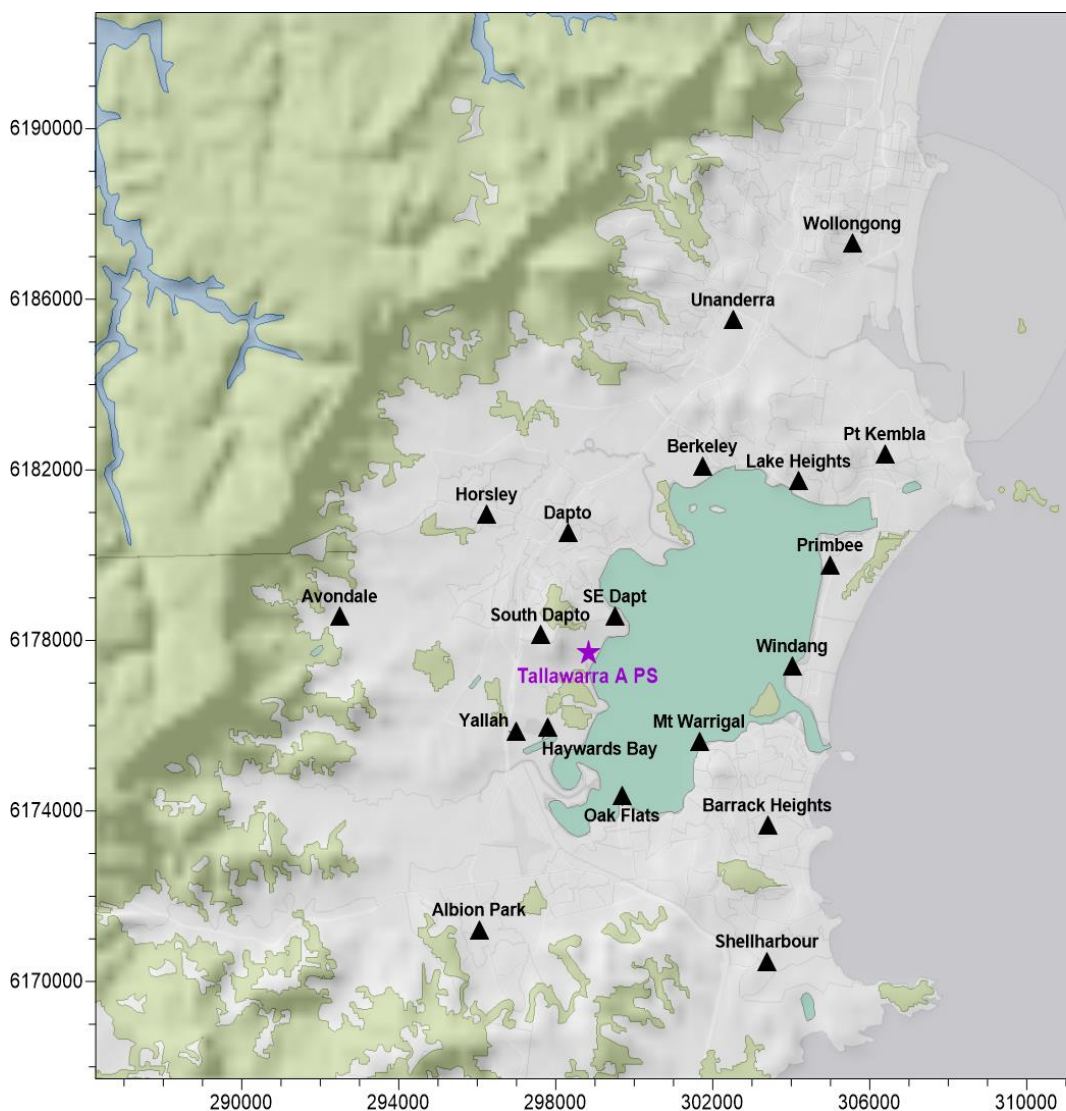 6190000
Wollongong
6186000
Unanderra
Pt Kembla
Berkeley
6182000
Lake Heights
Horsley
Dapto
Primbee
Avondale
SE Dapt
South Dapto
6178000
Windang
Tallawarra A PS
Yallah
Mt Warrigal
Haywards Bay
6174000
Barrack Heights
Oak Flats
Albion Park
Shellharbour
6170000
290000 294000 298000 302000 306000 310000